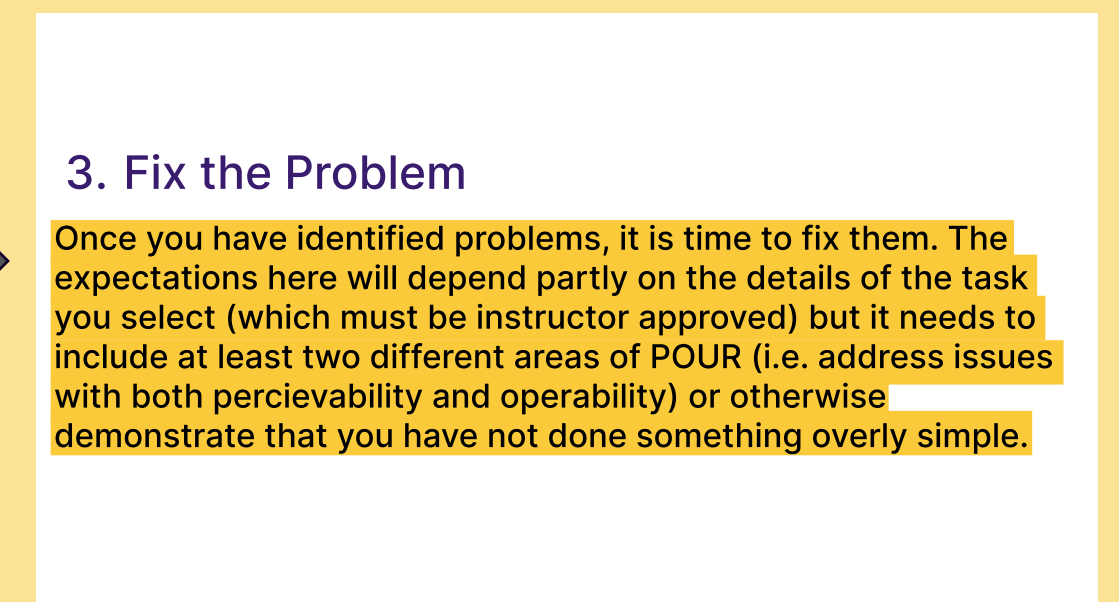 3. Fix the Problem
Once you have identified problems, it is time to fix them. The
expectations here will depend partly on the details of the task
you select (which must be instructor approved) but it needs to
include at least two different areas of POUR (i.e. address issues
with both percievability and operability) or otherwise
demonstrate that you have not done something overly simple.